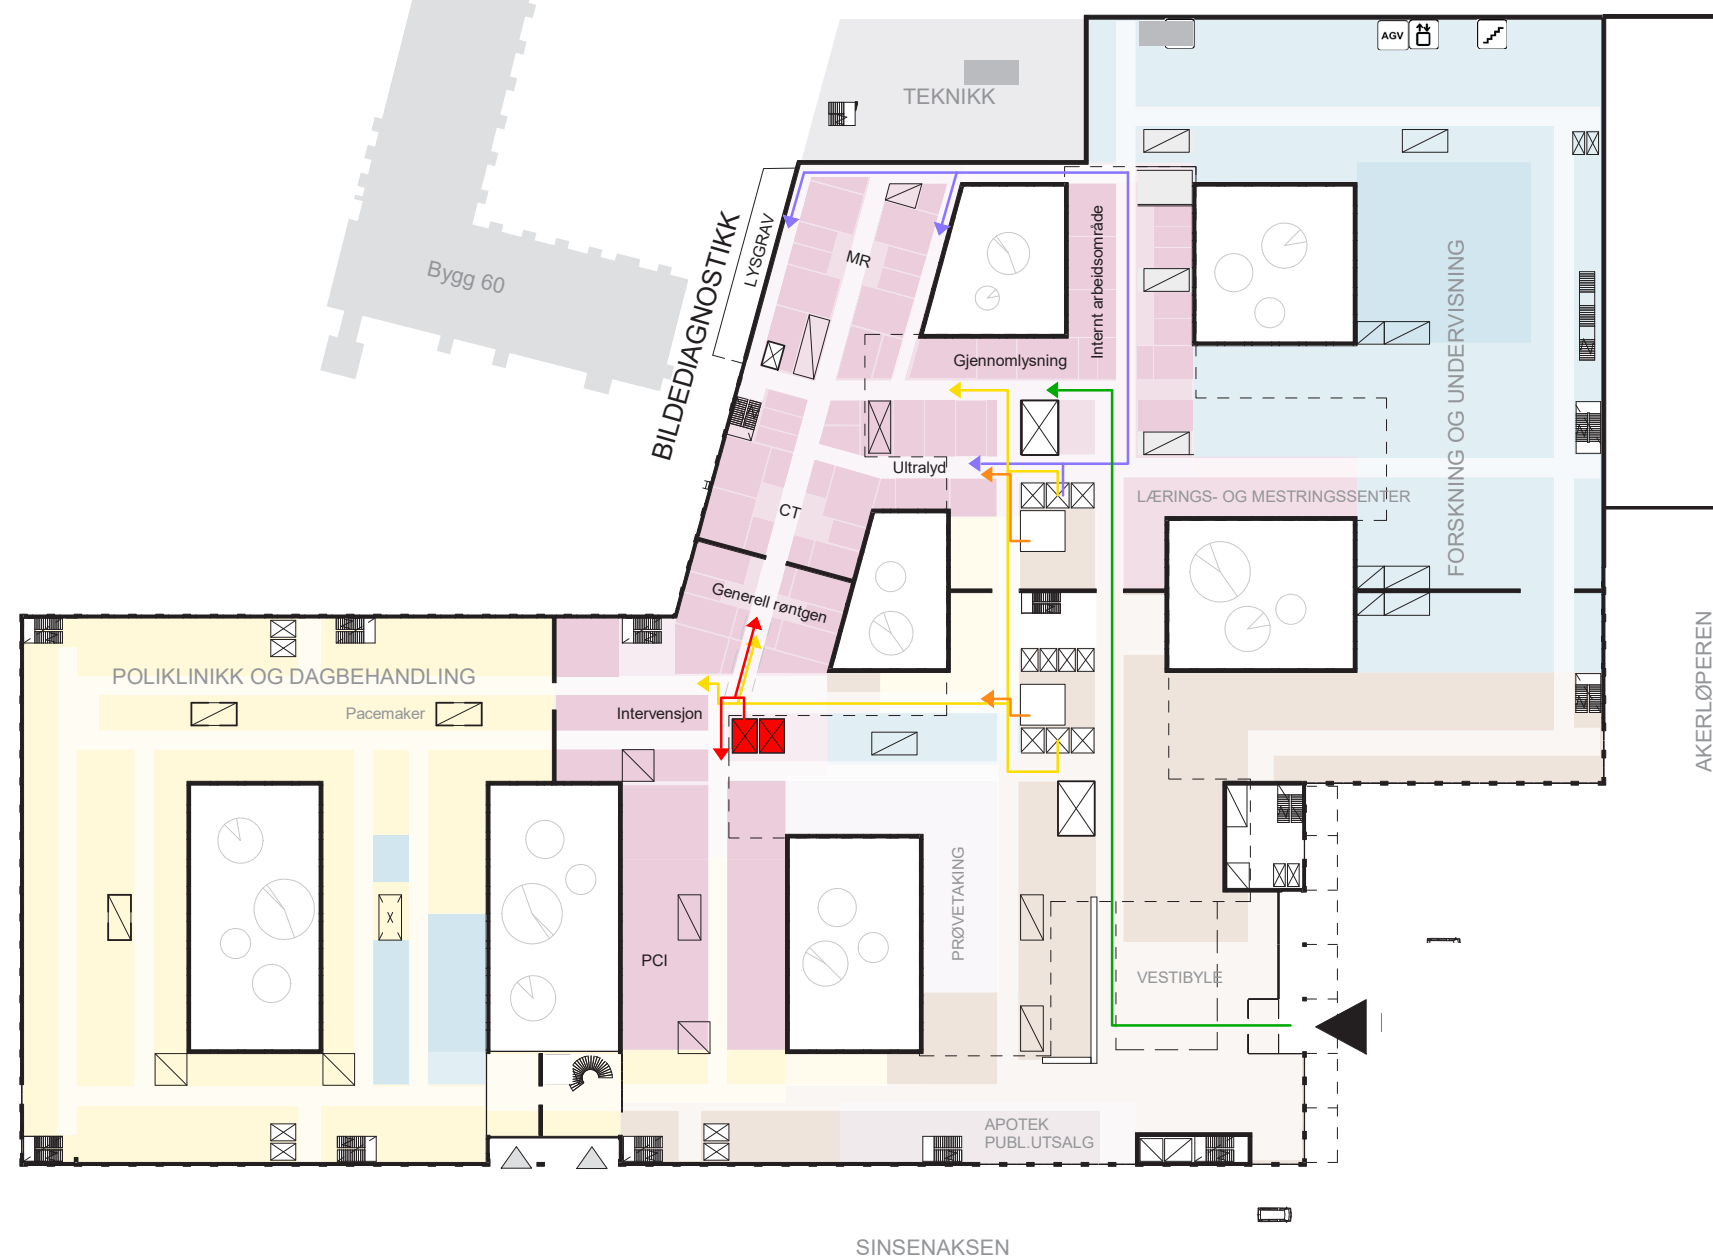 AGV
TEKNIKK
Bygg 60
LYSGRAV
BILDEDIAGNOSTIKK
MR
Internt arbeidsområde
Gjennomlysning
FORSKNING OG UNDERVISNING
Ultralyd
LÆRINGS- OG MESTRINGSSENTER
CT
Generell røntgen
POLIKLINIKK OG DAGBEHANDLING
Pacemaker
Intervensjon
AKERLØPEREN
PRØVETAKING
PCI
VESTIBYLE
APOTEK
PUBL.UTSALG
SINSENAKSEN